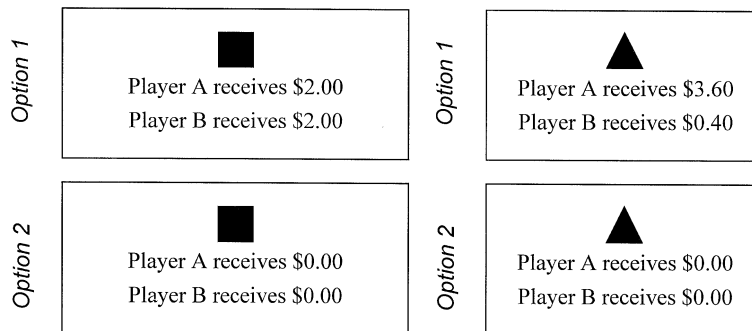 Option 1
Player A receives $2.00
Player B receives $2.00
Option 1
Player A receives $3.60
Player B receives $0.40
Option 2
Player A receives $0.00
Player B receives $0.00
Option 2
Player A receives $0.00
Player B receives $0.00